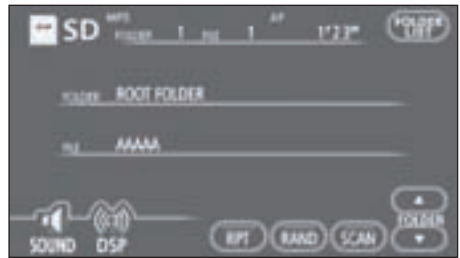 SD MP3 FOLDER 1 FILE 1 1'23" FOLDER LIST
FOLDER ROOT FOLDER
FILE AAAAA
SOUND DSP RPT RAND SCAN FOLDER